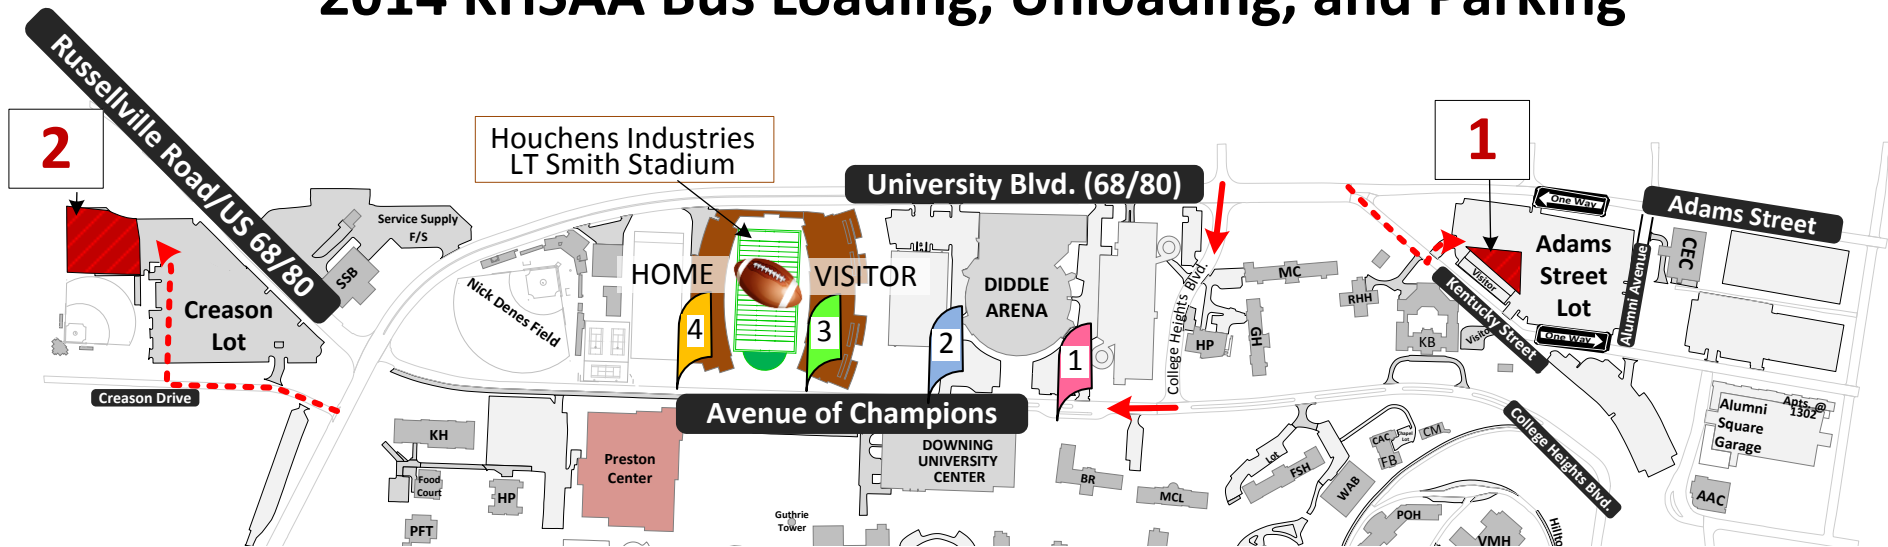 2014 KHSAA Bus Loading, Unloading, and Parking
Russellville Road/US 68/80
2
Houchens Industries
LT Smith Stadium
1
University Blvd. (68/80)
One Way
Adams Street
Service Supply
F/S
SSB
HOME
VISITOR
Nick Denes Field
DIDDLE
ARENA
College Heights Blvd.
MC
RHH
Visitor
Adams
Street
Lot
Alumni Avenue
CEC
Kentucky Street
Creason
Lot
4
3
2
1
HP
GH
KB
Visitor
One Way
Creason Drive
Avenue of Champions
KH
Preston
Center
DOWNING
UNIVERSITY
CENTER
Food
Court
HP
PFT
Guthrie
Tower
BR
MCL
Lot
FSH
WAB
CAC
Chapel
Lot
FB
CM
POH
VMH
College Heights Blvd.
Alumni
Square
Garage
Apts. @
1302
AAC